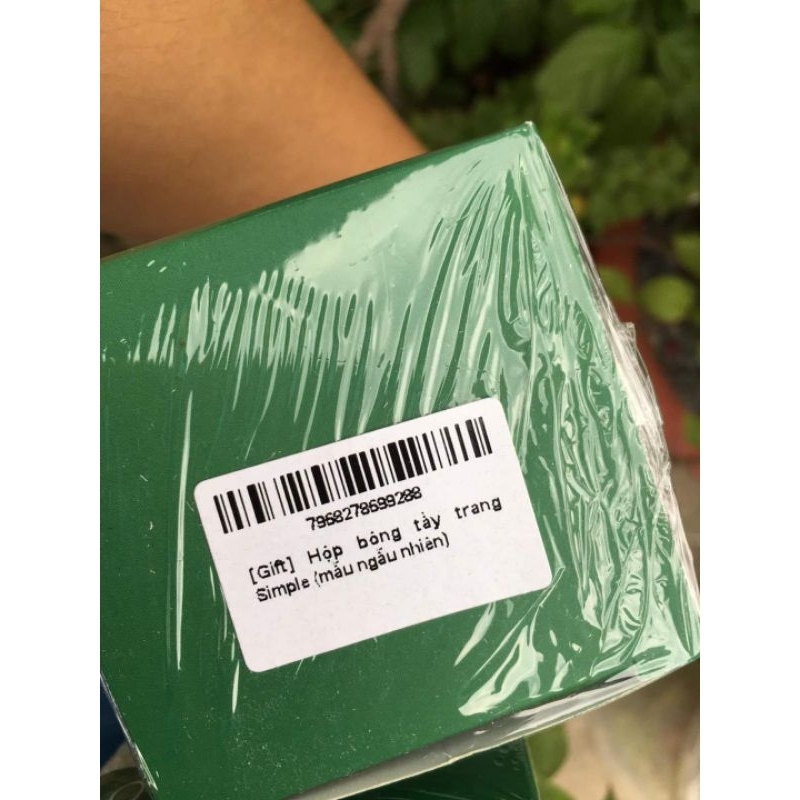 7968278699288
[Gift] Hộp bông tẩy trang
Simple (mẫu ngẫu nhiên)